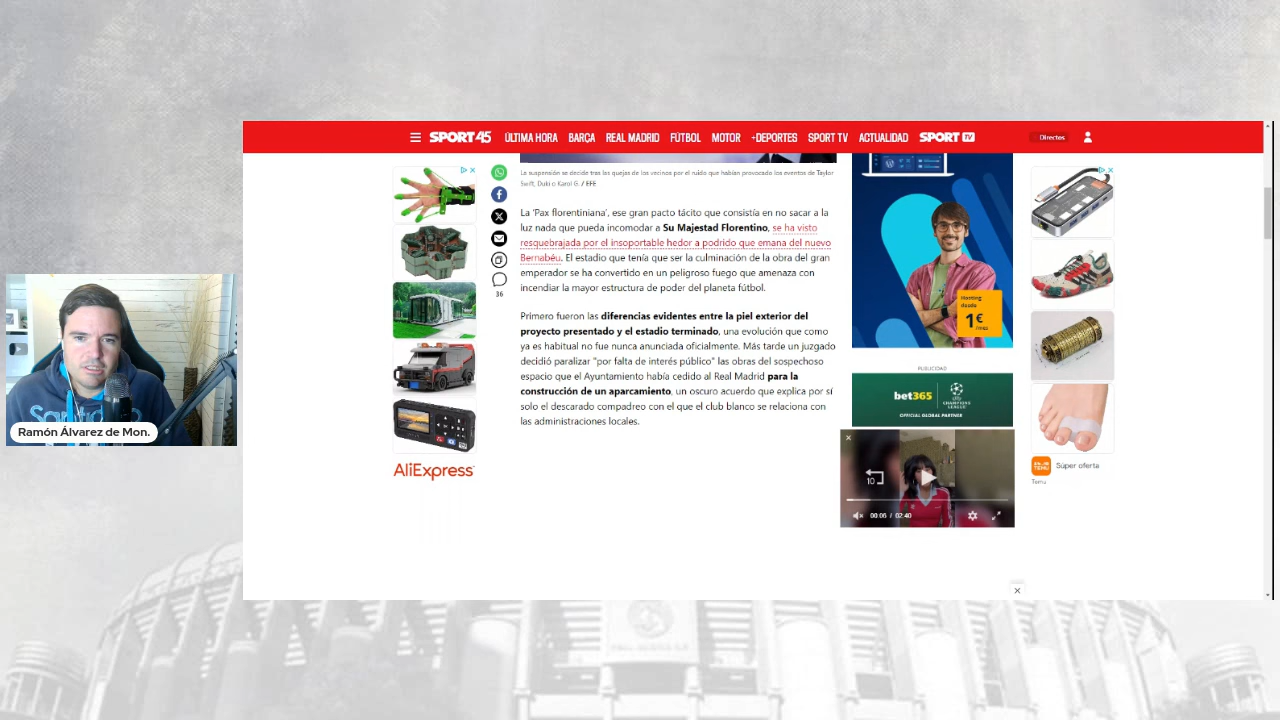 SPORT 45
ÚLTIMA HORA
BARÇA
REAL MADRID
FÚTBOL
MOTOR
+DEPORTES
SPORT TV
ACTUALIDAD
SPORT TV
Directos
La suspensión se decide tras las quejas de los vecinos por el ruido que habían provocado los eventos de Taylor
Swift, Duki o Karol G. / EFE
La 'Pax florentiniana', ese gran pacto tácito que consistía en no sacar a la
luz nada que pueda incomodar a Su Majestad Florentino, se ha visto
resquebrajada por el insoportable hedor a podrido que emana del nuevo
Bernabéu. El estadio que tenía que ser la culminación de la obra del gran
emperador se ha convertido en un peligroso fuego que amenaza con
incendiar la mayor estructura de poder del planeta fútbol.
36
Primero fueron las diferencias evidentes entre la piel exterior del
proyecto presentado y el estadio terminado, una evolución que como
ya es habitual no fue nunca anunciada oficialmente. Más tarde un juzgado
decidió paralizar "por falta de interés público" las obras del sospechoso
espacio que el Ayuntamiento había cedido al Real Madrid para la
construcción de un aparcamiento, un oscuro acuerdo que explica por sí
solo el descarado compadreo con el que el club blanco se relaciona con
las administraciones locales.
AliExpress
Hosting
desde
1€
/mes
PUBLICIDAD
bet365
CHAMPIONS
LEAGUE
OFFICIAL GLOBAL PARTNER
10
00:06 / 02:40
Súper oferta
Temu
Ramón Álvarez de Mon.